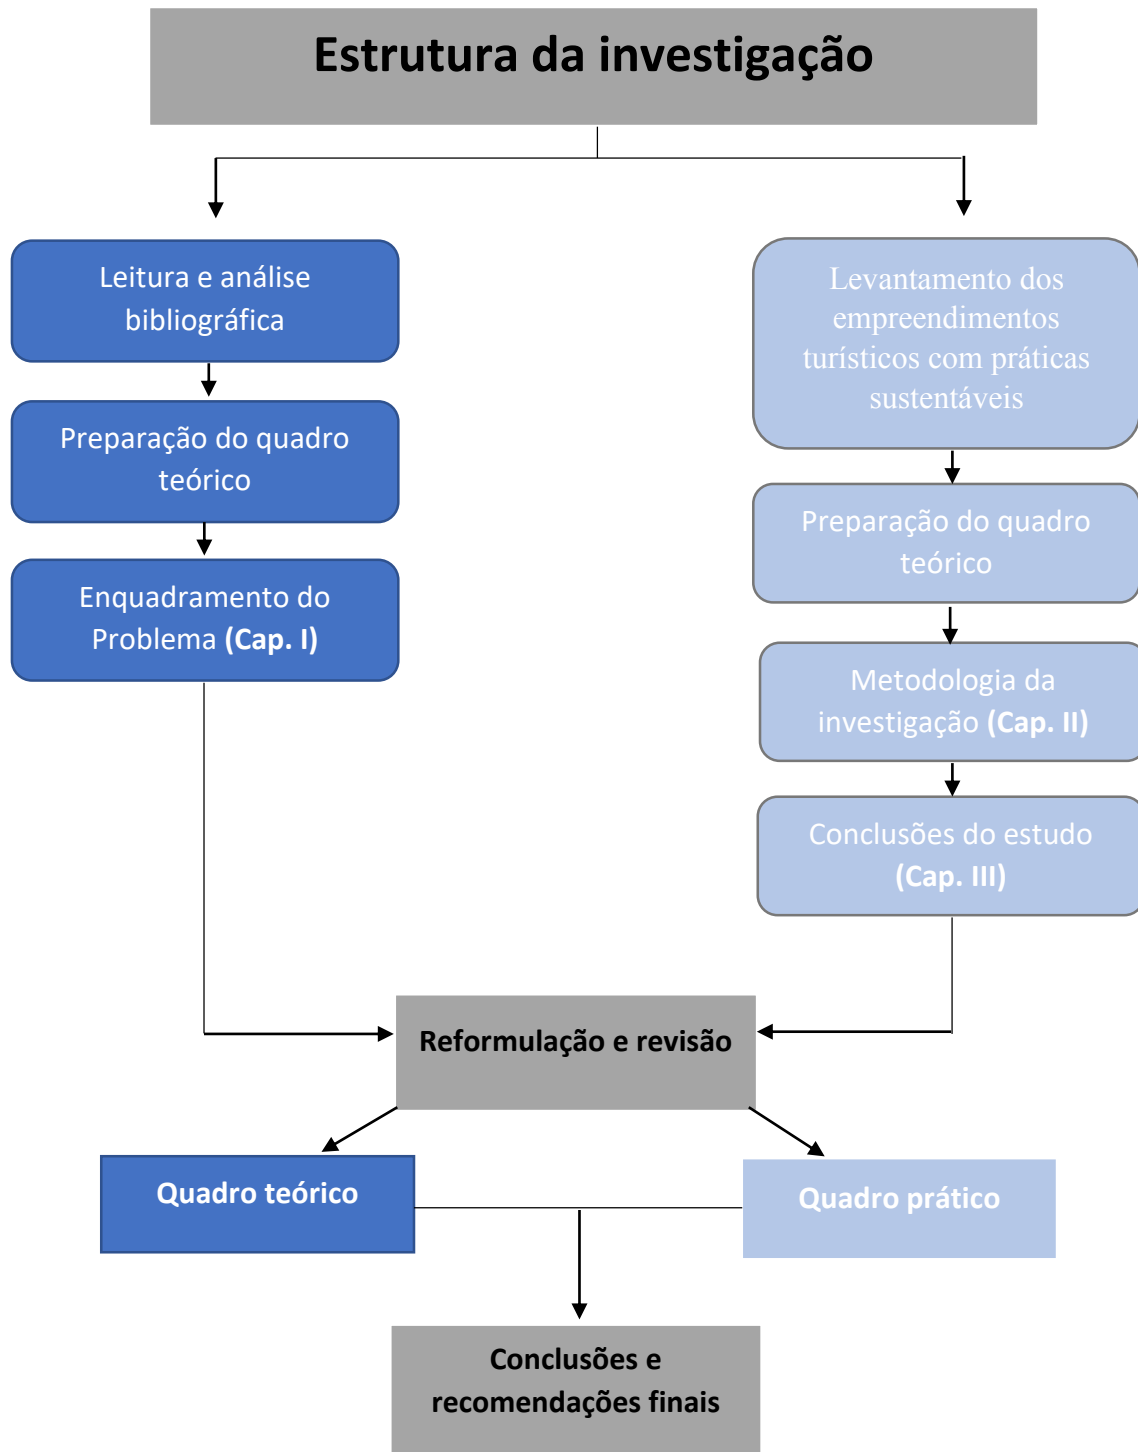 Estrutura da investigação
Leitura e análise
bibliográfica
Preparação do quadro
teórico
Enquadramento do
Problema (Cap. I)
Levantamento dos
empreendimentos
turísticos com práticas
sustentáveis
Preparação do quadro
teórico
Metodologia da
investigação (Cap. II)
Conclusões do estudo
(Cap. III)
Reformulação e revisão
Quadro teórico
Quadro prático
Conclusões e
recomendações finais